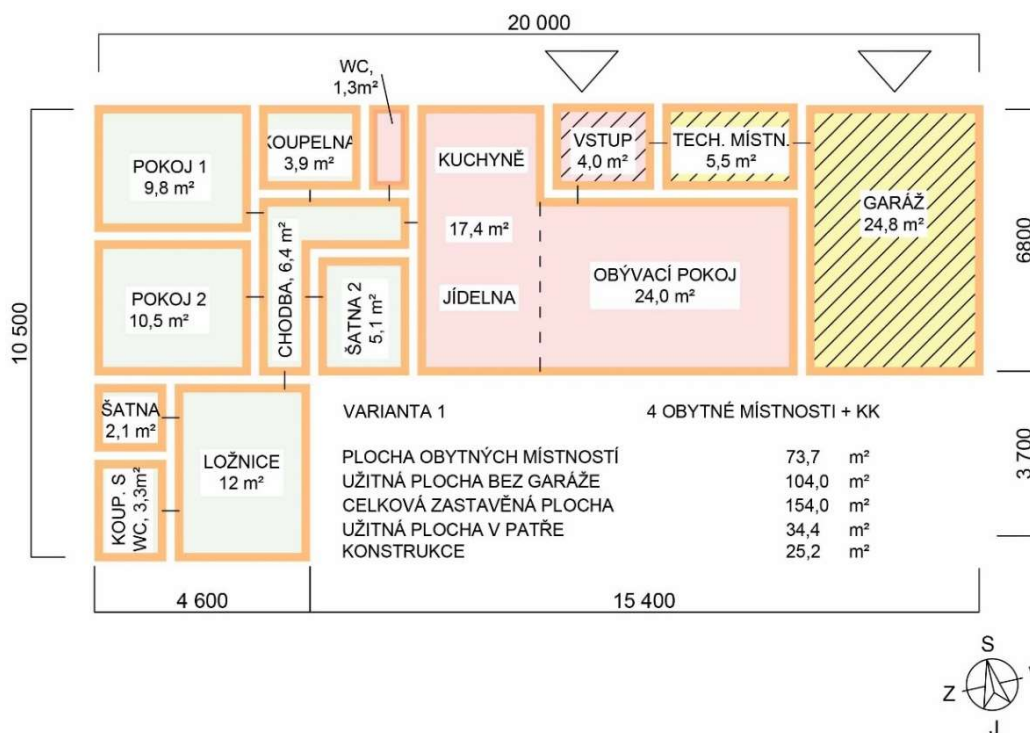 20 000
WC,
1,3m²
POKOJ 1
9,8 m²
KOUPELNA
3,9 m²
KUCHYNĚ
VSTUP
4,0 m²
TECH. MÍSTN.
5,5 m²
GARÁŽ
24,8 m²
6800
10 500
CHODBA, 6,4 m²
17,4 m²
POKOJ 2
10,5 m²
ŠATNA 2
5,1 m²
JÍDELNA
OBÝVACÍ POKOJ
24,0 m²
ŠATNA
2,1 m²
LOŽNICE
12 m²
KOUP. S
WC, 3,3m²
VARIANTA 1 4 OBYTNÉ MÍSTNOSTI + KK
PLOCHA OBYTNÝCH MÍSTNOSTÍ 73,7 m²
UŽITNÁ PLOCHA BEZ GARÁŽE 104,0 m²
CELKOVÁ ZASTAVĚNÁ PLOCHA 154,0 m²
UŽITNÁ PLOCHA V PATŘE 34,4 m²
KONSTRUKCE 25,2 m²
3 700
4 600
15 400
S
Z
J